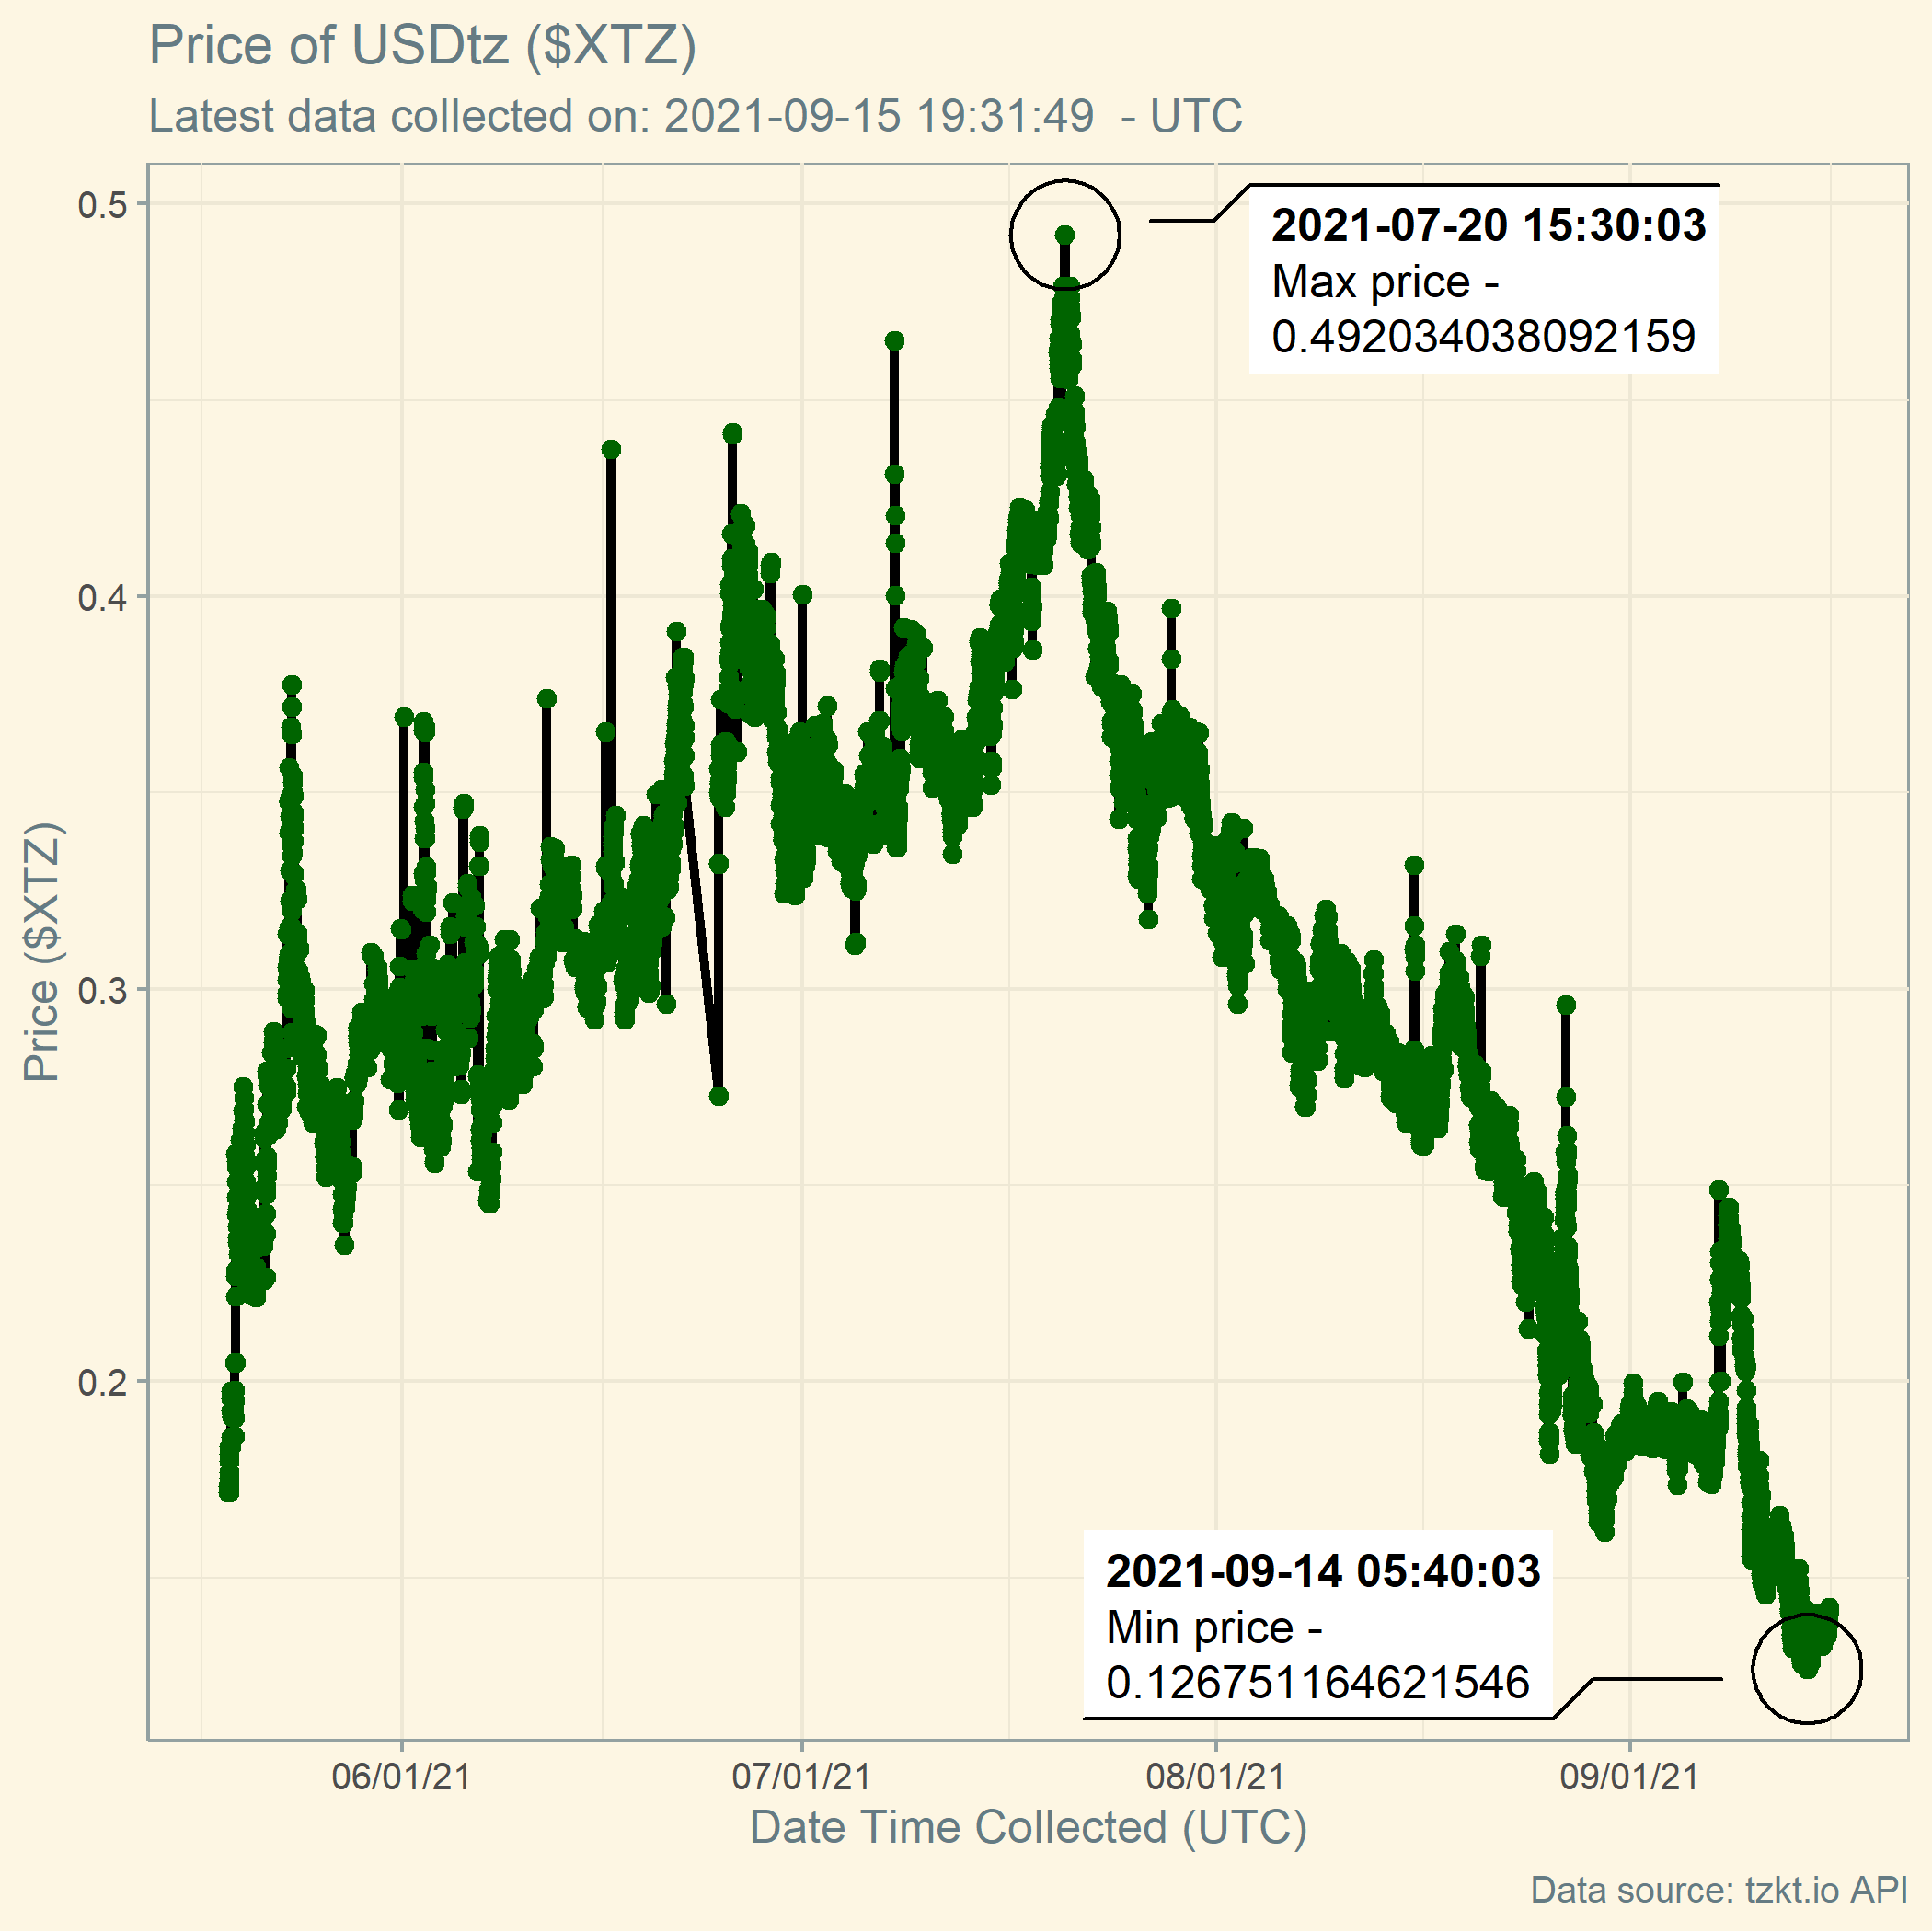 Price of USDtz ($XTZ)
Latest data collected on: 2021-09-15 19:31:49  - UTC
0.5
0.4
0.3
0.2
Price ($XTZ)
2021-07-20 15:30:03
Max price -
0.492034038092159
2021-09-14 05:40:03
Min price -
0.126751164621546
06/01/21
07/01/21
08/01/21
09/01/21
Date Time Collected (UTC)
Data source: tzkt.io API